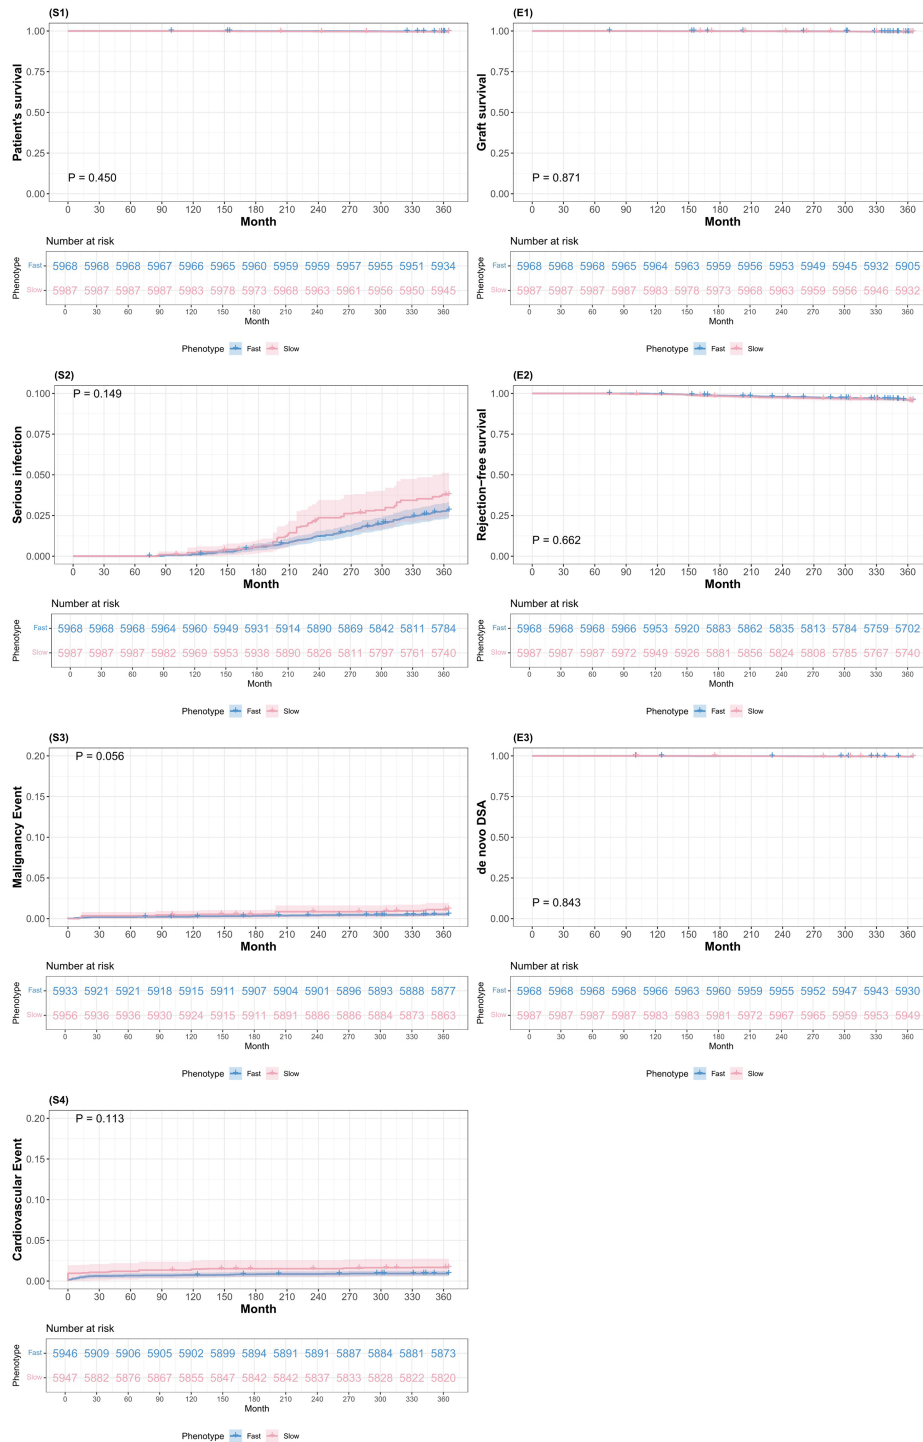 (S1)
Patient's survival
1.00
0.75
0.50
0.25
0.00
P = 0.450
0 30 60 90 120 150 180 210 240 270 300 330 360
Month
Number at risk
Phenotype
Fast 5968 5968 5968 5967 5966 5965 5960 5959 5959 5957 5955 5951 5934
Slow 5987 5987 5987 5987 5983 5978 5973 5968 5963 5961 5956 5950 5945
0 30 60 90 120 150 180 210 240 270 300 330 360
Month
Phenotype Fast Slow
(E1)
Graft survival
1.00
0.75
0.50
0.25
0.00
P = 0.871
0 30 60 90 120 150 180 210 240 270 300 330 360
Month
Number at risk
Phenotype
Fast 5968 5968 5968 5965 5964 5963 5959 5956 5953 5949 5945 5932 5905
Slow 5987 5987 5987 5987 5983 5978 5973 5968 5963 5959 5956 5946 5932
0 30 60 90 120 150 180 210 240 270 300 330 360
Month
Phenotype Fast Slow
(S2)
Serious infection
0.100
0.075
0.050
0.025
0.000
P = 0.149
0 30 60 90 120 150 180 210 240 270 300 330 360
Month
Number at risk
Phenotype
Fast 5968 5968 5968 5964 5960 5949 5931 5914 5890 5869 5842 5811 5784
Slow 5987 5987 5987 5982 5969 5953 5938 5890 5826 5811 5797 5761 5740
0 30 60 90 120 150 180 210 240 270 300 330 360
Month
Phenotype Fast Slow
(E2)
Rejection−free survival
1.00
0.75
0.50
0.25
0.00
P = 0.662
0 30 60 90 120 150 180 210 240 270 300 330 360
Month
Number at risk
Phenotype
Fast 5968 5968 5968 5966 5953 5920 5883 5862 5835 5813 5784 5759 5702
Slow 5987 5987 5987 5972 5949 5926 5881 5856 5824 5808 5785 5767 5740
0 30 60 90 120 150 180 210 240 270 300 330 360
Month
Phenotype Fast Slow
(S3)
Malignancy Event
0.20
0.15
0.10
0.05
0.00
P = 0.056
0 30 60 90 120 150 180 210 240 270 300 330 360
Month
Number at risk
Phenotype
Fast 5933 5921 5921 5918 5915 5911 5907 5904 5901 5896 5893 5888 5877
Slow 5956 5936 5936 5930 5924 5915 5911 5891 5886 5886 5884 5873 5863
0 30 60 90 120 150 180 210 240 270 300 330 360
Month
Phenotype Fast Slow
(E3)
de novo DSA
1.00
0.75
0.50
0.25
0.00
P = 0.843
0 30 60 90 120 150 180 210 240 270 300 330 360
Month
Number at risk
Phenotype
Fast 5968 5968 5968 5968 5966 5963 5960 5959 5955 5952 5947 5943 5930
Slow 5987 5987 5987 5987 5983 5983 5981 5972 5967 5965 5959 5953 5949
0 30 60 90 120 150 180 210 240 270 300 330 360
Month
Phenotype Fast Slow
(S4)
Cardiovascular Event
0.20
0.15
0.10
0.05
0.00
P = 0.113
0 30 60 90 120 150 180 210 240 270 300 330 360
Month
Number at risk
Phenotype
Fast 5946 5909 5906 5905 5902 5899 5894 5891 5891 5887 5884 5881 5873
Slow 5947 5882 5876 5867 5855 5847 5842 5842 5837 5833 5828 5822 5820
0 30 60 90 120 150 180 210 240 270 300 330 360
Month
Phenotype Fast Slow